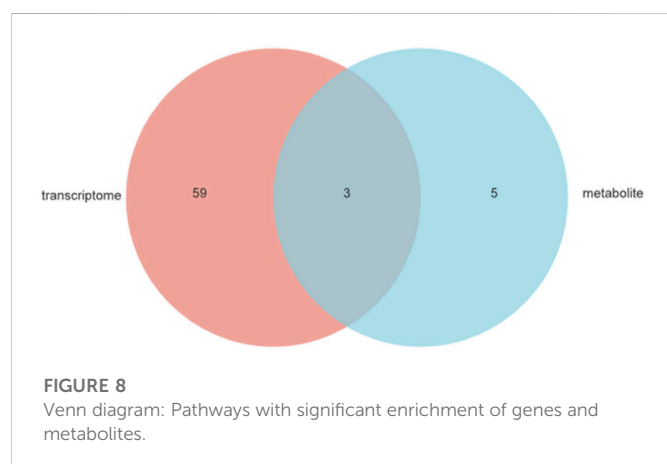 transcriptome 59 3 5 metabolite
FIGURE 8
Venn diagram: Pathways with significant enrichment of genes and
metabolites.